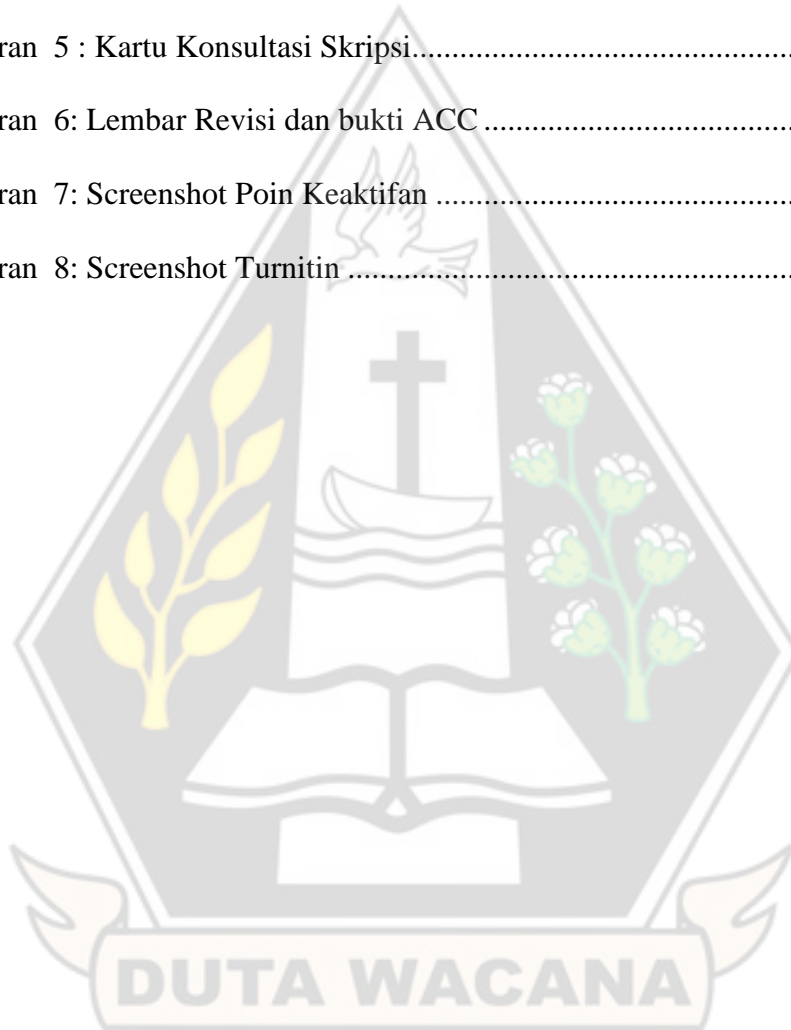 ran 5 : Kartu Konsultasi Skripsi..........................................................
ran 6: Lembar Revisi dan bukti ACC ...............................................
ran 7: Screenshot Poin Keaktifan .....................................................
ran 8: Screenshot Turnitin .................................................................
DUTA WACANA